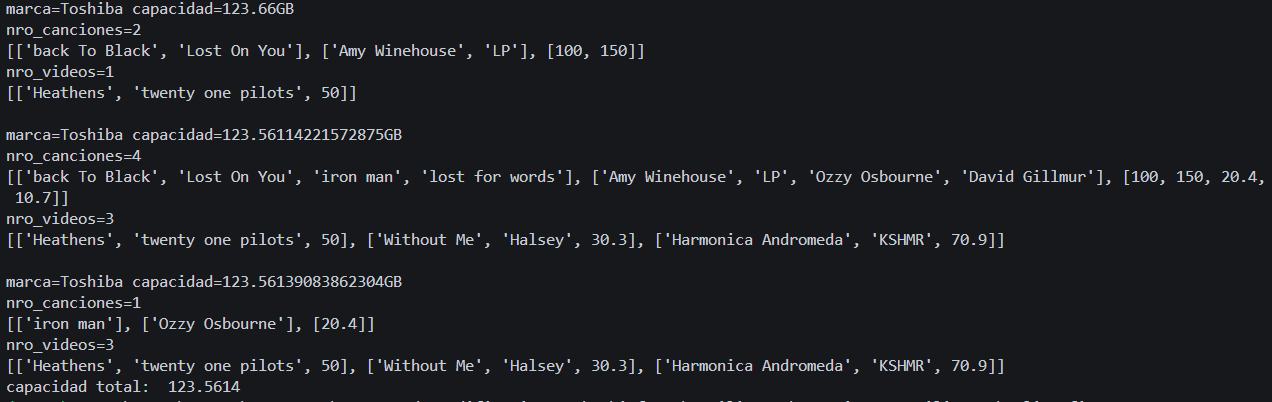 marca=Toshiba capacidad=123.66GB
nro_canciones=2
[['back To Black', 'Lost On You'], ['Amy Winehouse', 'LP'], [100, 150]]
nro_videos=1
[['Heathens', 'twenty one pilots', 50]]
marca=Toshiba capacidad=123.56114221572875GB
nro_canciones=4
[['back To Black', 'Lost On You', 'iron man', 'lost for words'], ['Amy Winehouse', 'LP', 'Ozzy Osbourne', 'David Gillmur'], [100, 150, 20.4,
10.7]]
nro_videos=3
[['Heathens', 'twenty one pilots', 50], ['Without Me', 'Halsey', 30.3], ['Harmonica Andromeda', 'KSHMR', 70.9]]
marca=Toshiba capacidad=123.56139083862304GB
nro_canciones=1
[['iron man'], ['Ozzy Osbourne'], [20.4]]
nro_videos=3
[['Heathens', 'twenty one pilots', 50], ['Without Me', 'Halsey', 30.3], ['Harmonica Andromeda', 'KSHMR', 70.9]]
capacidad total:  123.5614